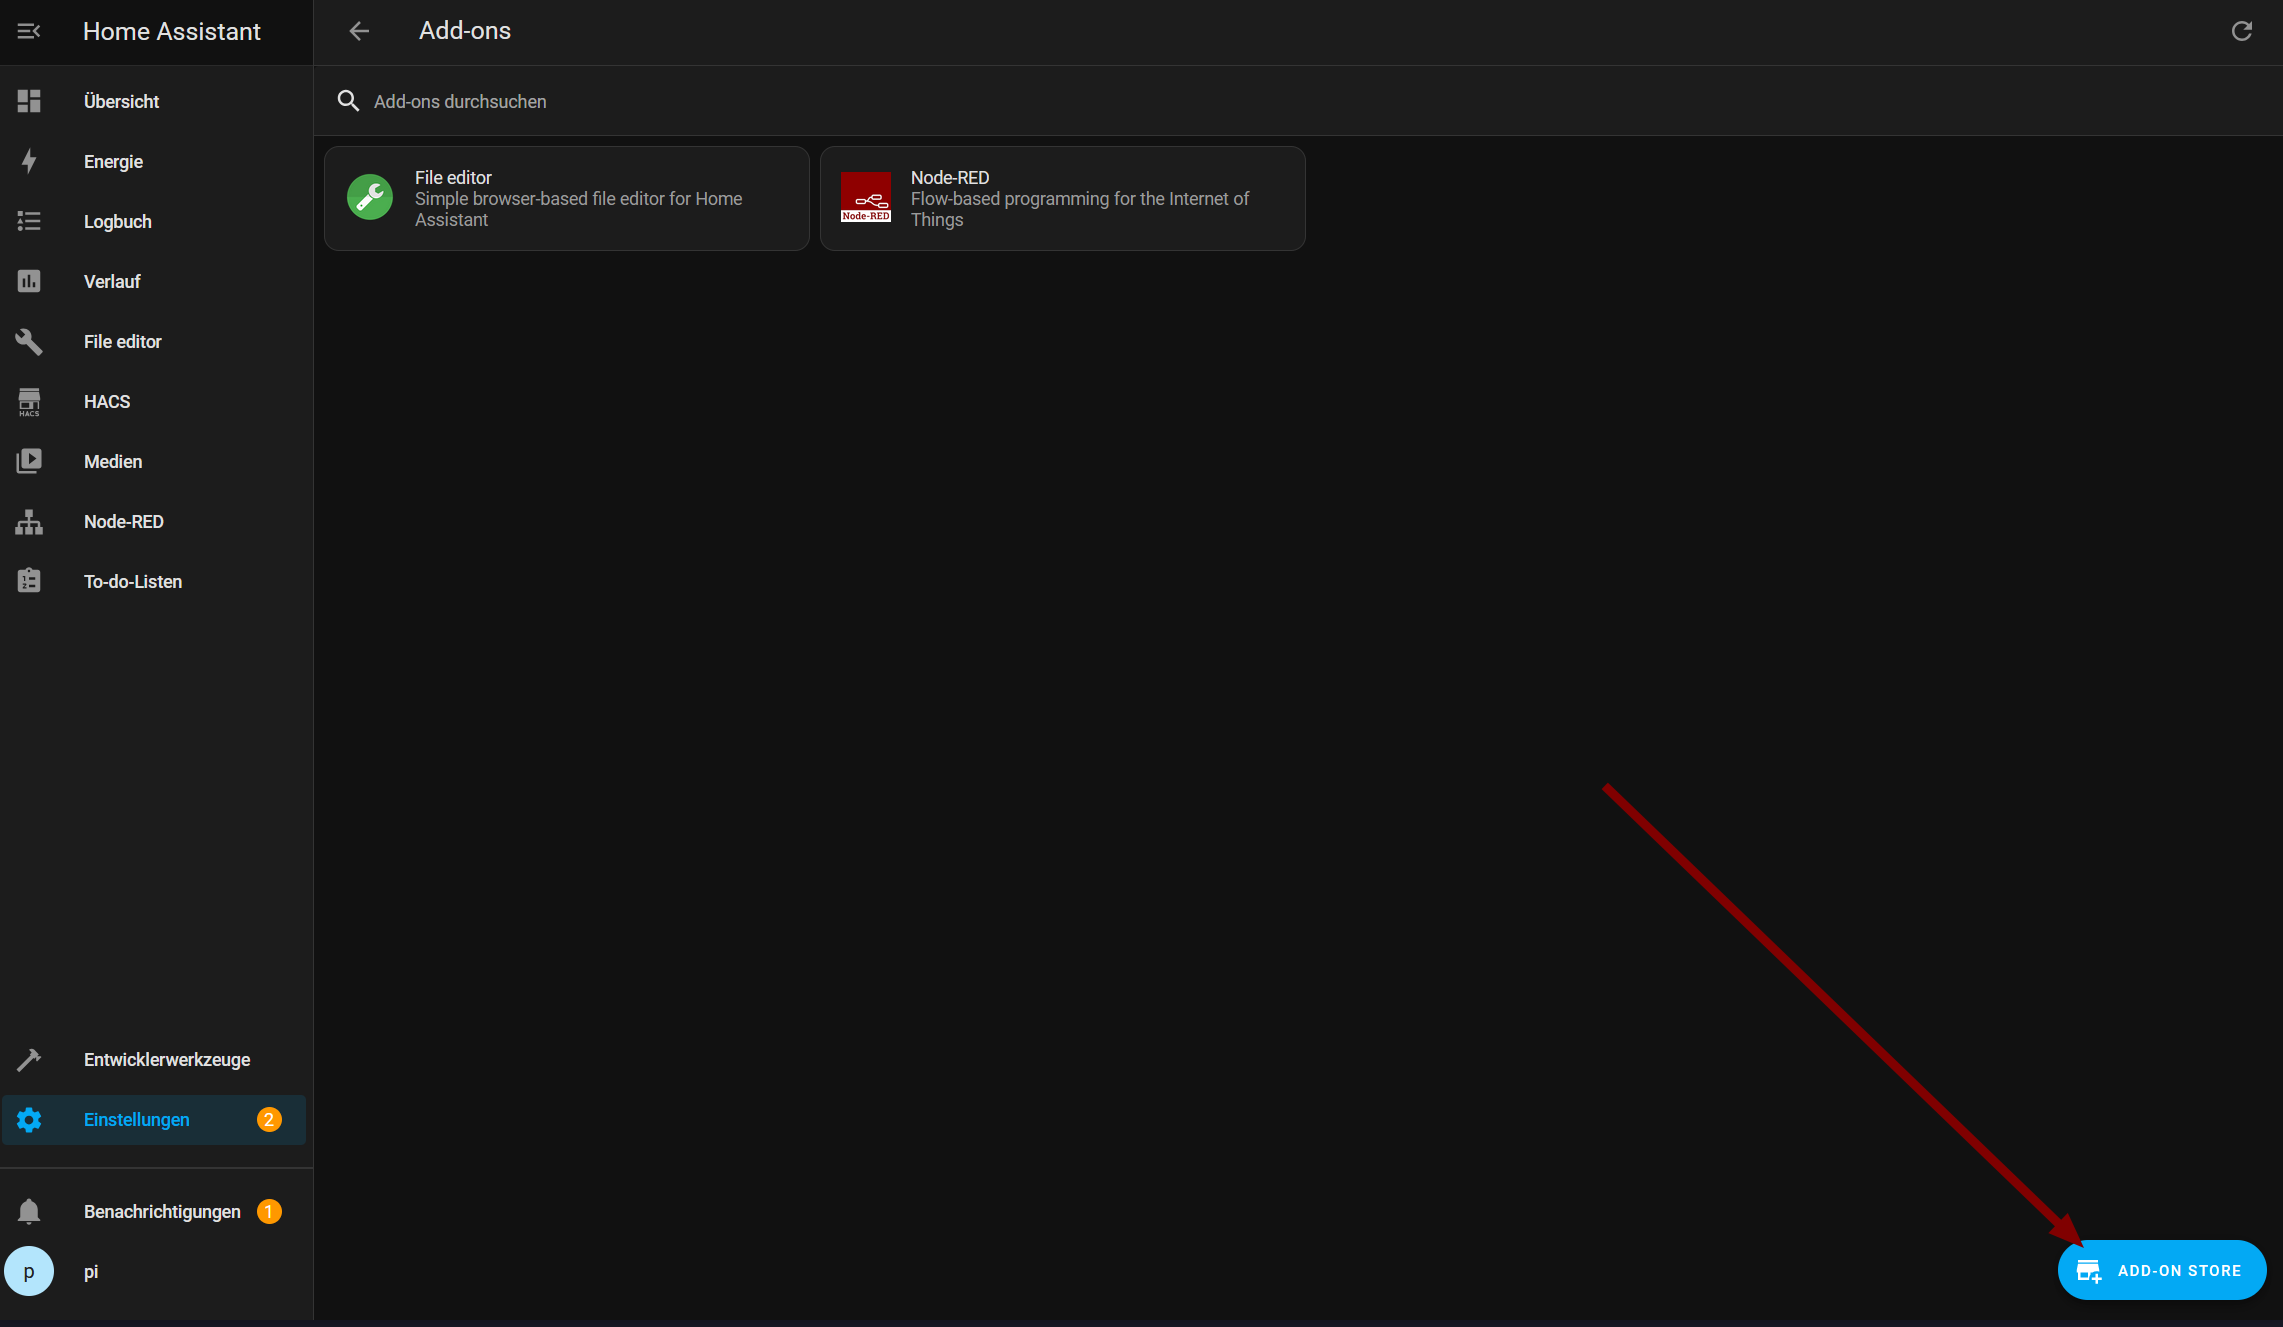 Home Assistant
Add-ons
Übersicht
Energie
Logbuch
Verlauf
File editor
HACS
HACS
Medien
Node-RED
To-do-Listen
Entwicklerwerkzeuge
Einstellungen 2
Benachrichtigungen 1
p pi
Add-ons durchsuchen
File editor
Simple browser-based file editor for Home
Assistant
Node-RED
Node-RED
Flow-based programming for the Internet of
Things
ADD-ON STORE